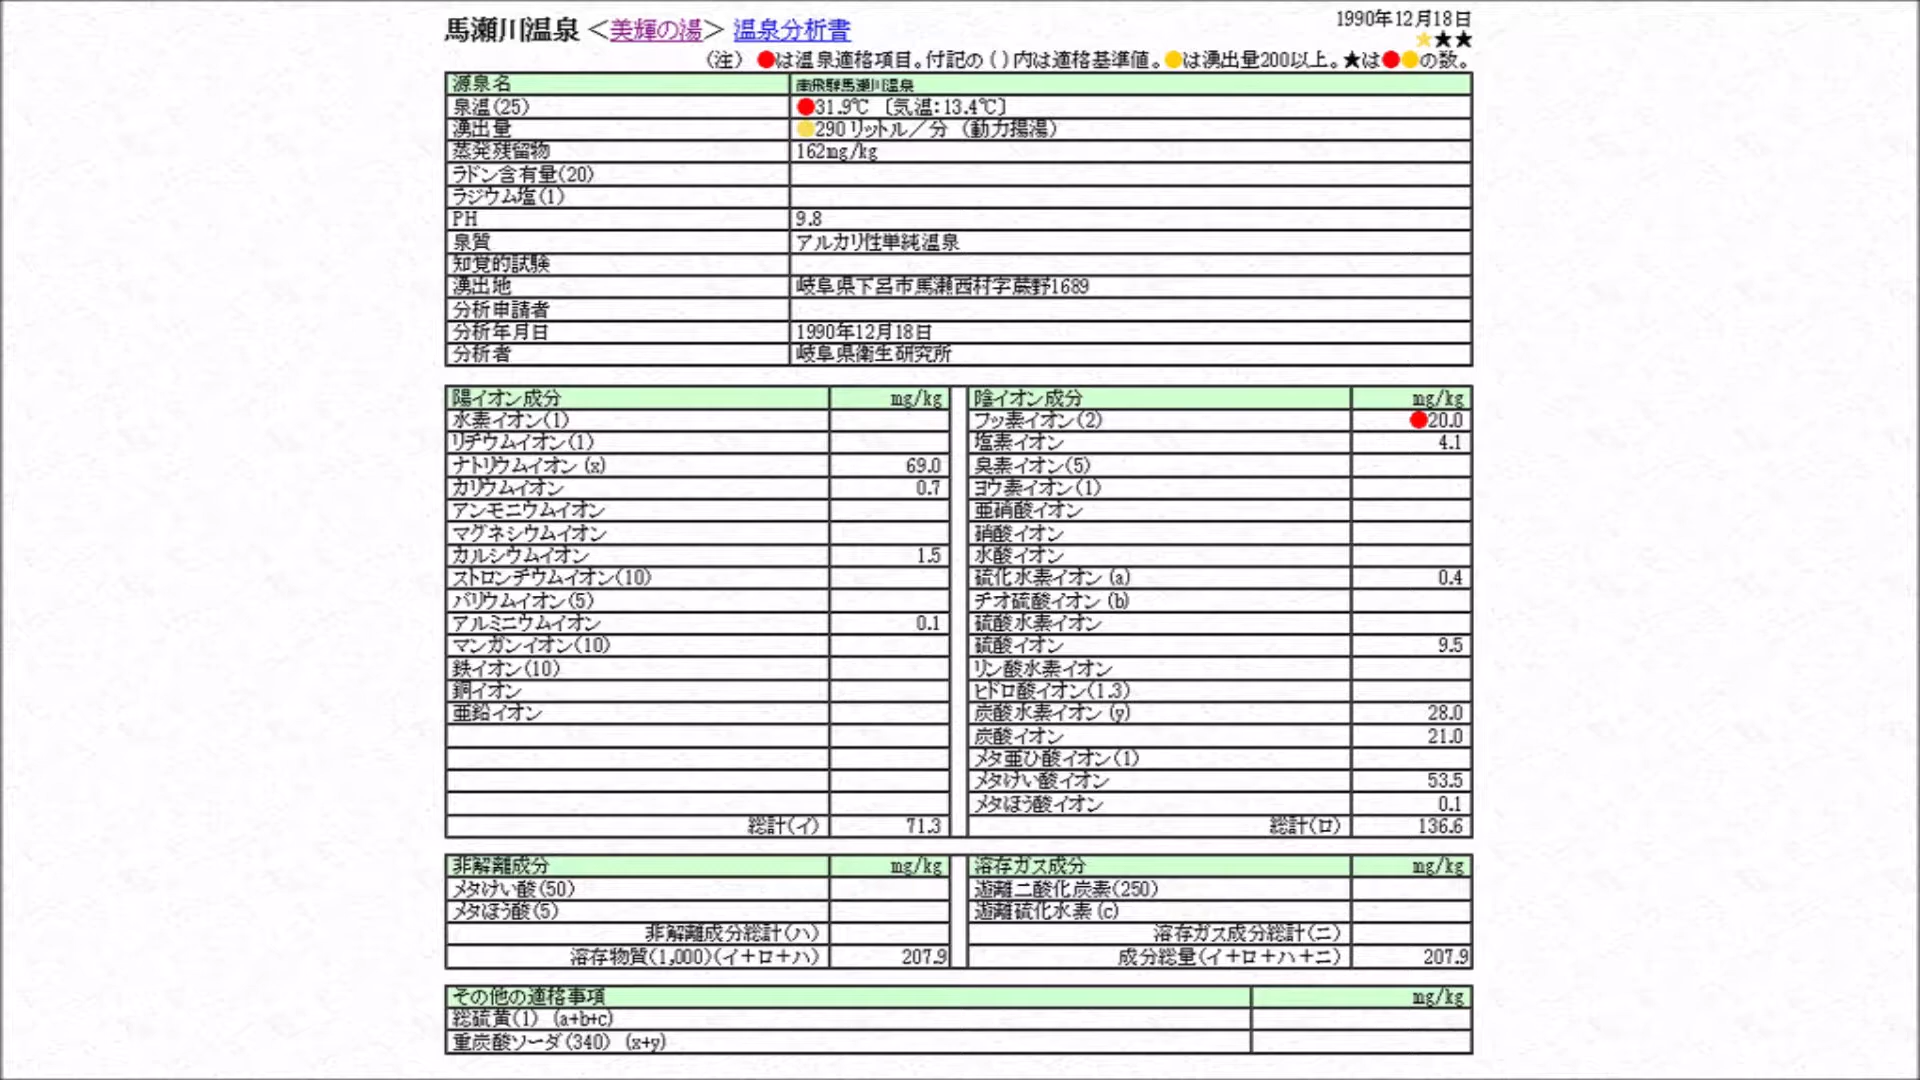 馬瀬川温泉 <美輝の湯> 温泉分析書
1990年12月18日
★★★
(注) ●は温泉適格項目。付記の()内は適格基準値。●は湧出量200以上。★は●●の数。
源泉名 南飛騨馬瀬川温泉
泉温(25) ●31.9℃ [気温:13.4℃]
湧出量 ●290リットル/分 (動力揚湯)
蒸発残留物 162mg/kg
ラドン含有量(20)
ラジウム塩(1)
PH 9.8
泉質 アルカリ性単純温泉
知覚的試験
湧出地 岐阜県下呂市馬瀬西村字蕨野1689
分析申請者
分析年月日 1990年12月18日
分析者 岐阜県衛生研究所
陽イオン成分 mg/kg 陰イオン成分 mg/kg
水素イオン(1) フッ素イオン(2) ●20.0
リチウムイオン(1) 塩素イオン 4.1
ナトリウムイオン(x) 69.0 臭素イオン(5)
カリウムイオン 0.7 ヨウ素イオン(1)
アンモニウムイオン 亜硝酸イオン
マグネシウムイオン 硝酸イオン
カルシウムイオン 1.5 水酸イオン
ストロンチウムイオン(10) 硫化水素イオン(a) 0.4
バリウムイオン(5) チオ硫酸イオン(b)
アルミニウムイオン 0.1 硫酸水素イオン
マンガンイオン(10) 硫酸イオン 9.5
鉄イオン(10) リン酸水素イオン
銅イオン ヒドロ酸イオン(1.3)
亜鉛イオン 炭酸水素イオン(y) 28.0
炭酸イオン 21.0
メタ亜ひ酸イオン(1)
メタけい酸イオン 53.5
メタほう酸イオン 0.1
総計(イ) 71.3 総計(ロ) 136.6
非解離成分 mg/kg 溶存ガス成分 mg/kg
メタけい酸(50) 遊離二酸化炭素(250)
メタほう酸(5) 遊離硫化水素(c)
非解離成分総計(ハ) 溶存ガス成分総計(ニ)
溶存物質(1,000)(イ+ロ+ハ) 207.9 成分総量(イ+ロ+ハ+ニ) 207.9
その他の適格事項 mg/kg
総硫黄(1) (a+b+c)
重炭酸ソーダ(340) (x+y)